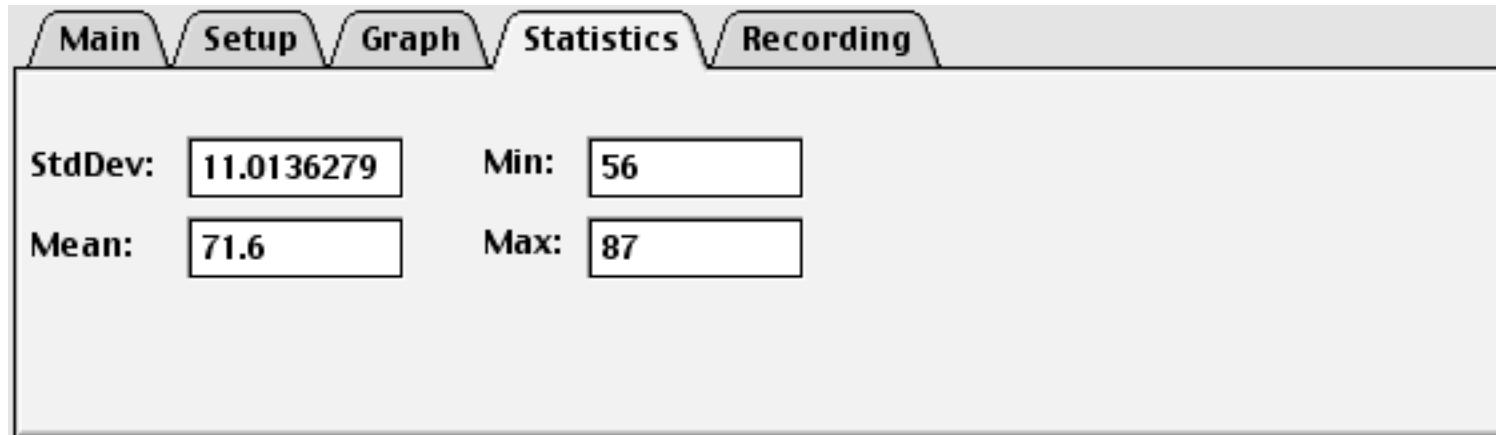 Main Setup Graph Statistics Recording
StdDev: 11.0136279 Min: 56
Mean: 71.6 Max: 87